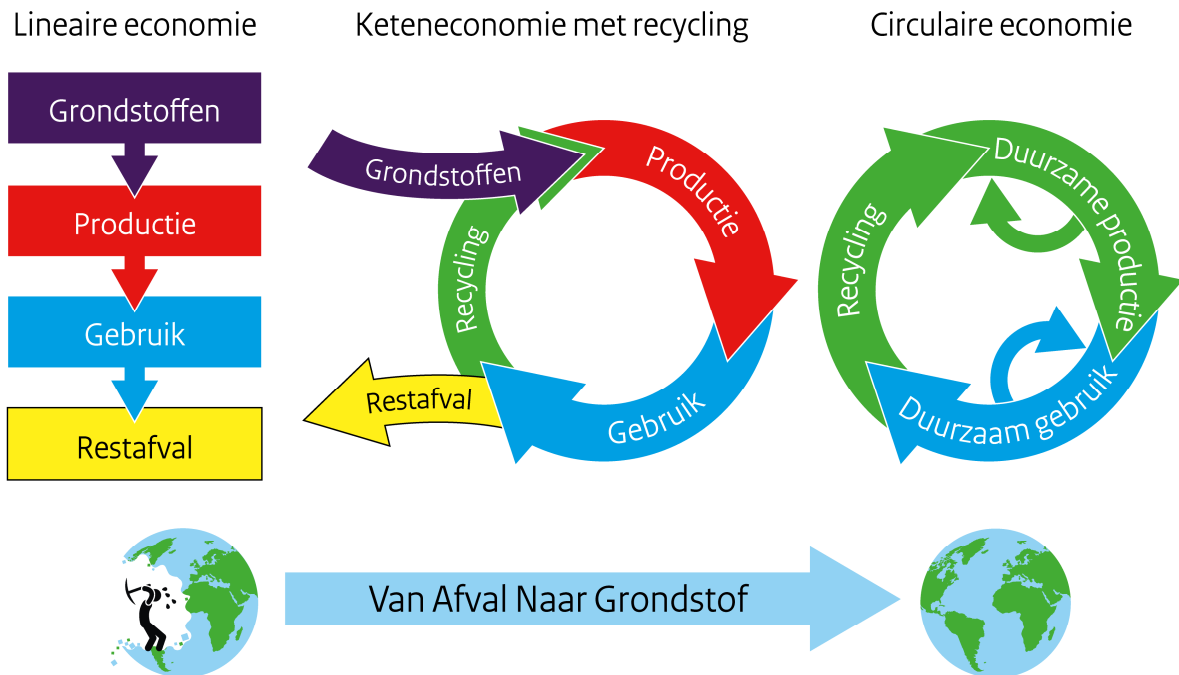 Lineaire economie
Grondstoffen
Productie
Gebruik
Restafval
Keteneconomie met recycling
Grondstoffen
Productie
Recycling
Restafval
Gebruik
Circulaire economie
Duurzame productie
Recycling
Duurzaam gebruik
Van Afval Naar Grondstof